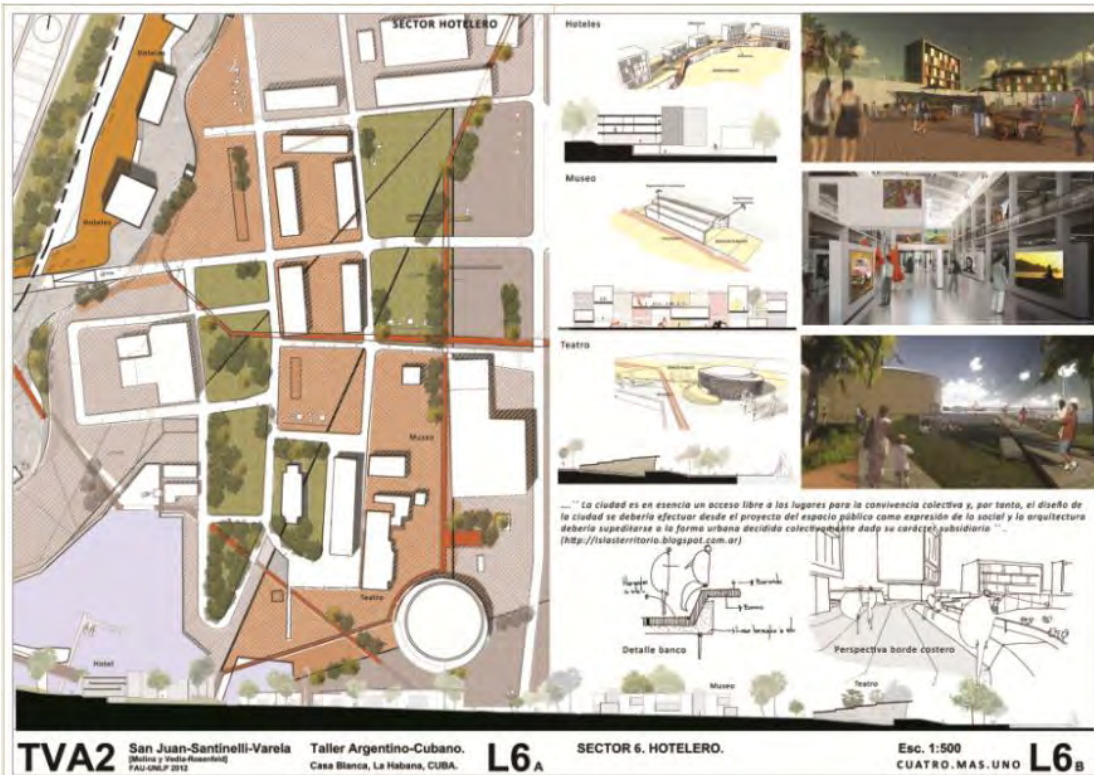 SECTOR HOTELERO
Hoteles
Hoteles
Museo
Teatro
Hoteles
Museo
Teatro
.... ¨ La ciudad es en esencia un acceso libre a los lugares para la convivencia colectiva y, por tanto, el diseño de
la ciudad se debería efectuar desde el proyecto del espacio público como expresión de lo social y la arquitectura
debería supeditarse a la forma urbana decidida colectivamente dado su carácter subsidiario ¨ ..
(http://islasterritorio.blogspot.com.ar)
Detalle banco
Perspectiva borde costero
Hotel
Museo
Teatro
TVA2
San Juan-Santinelli-Varela
[Molina y Vedia-Rosenfeld]
FAU-UNLP 2012
Taller Argentino-Cubano.
Casa Blanca, La Habana, CUBA.
L6A
SECTOR 6. HOTELERO.
Esc. 1:500
CUATRO.MAS.UNO
L6B